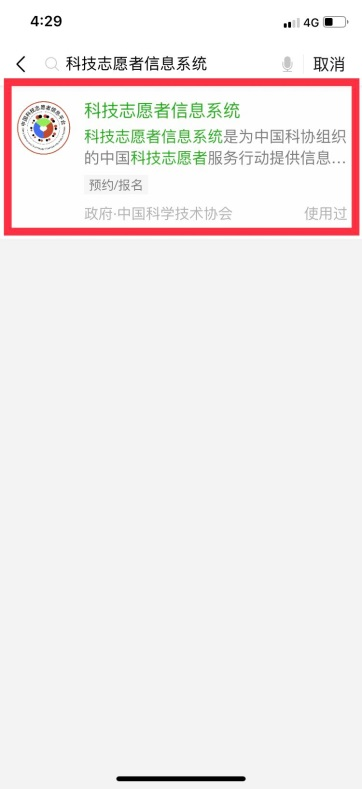 4:29
4G
科技志愿者信息系统
取消
科技志愿者信息系统
科技志愿者信息系统是为中国科协组织
的中国科技志愿者服务行动提供信息...
预约/报名
政府·中国科学技术协会
使用过